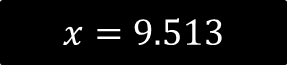 x = 9.513